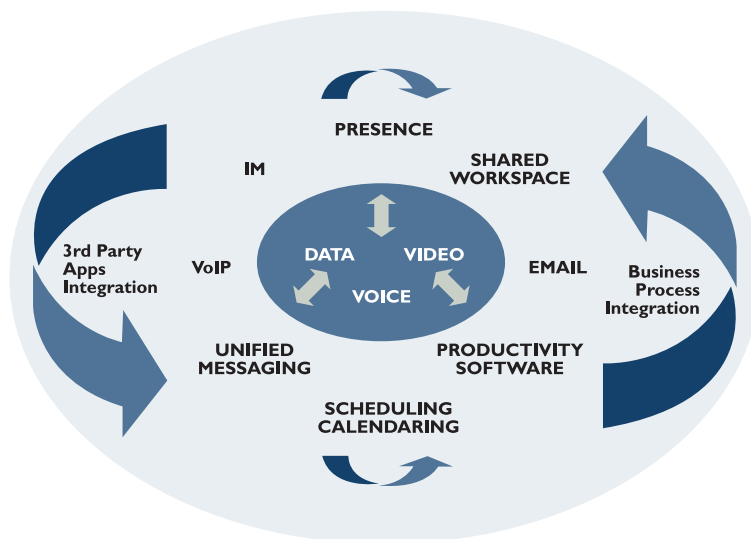 PRESENCE
IM
SHARED
WORKSPACE
3rd Party
Apps
Integration
VoIP
DATA
VIDEO
VOICE
EMAIL
Business
Process
Integration
UNIFIED
MESSAGING
PRODUCTIVITY
SOFTWARE
SCHEDULING
CALENDARING